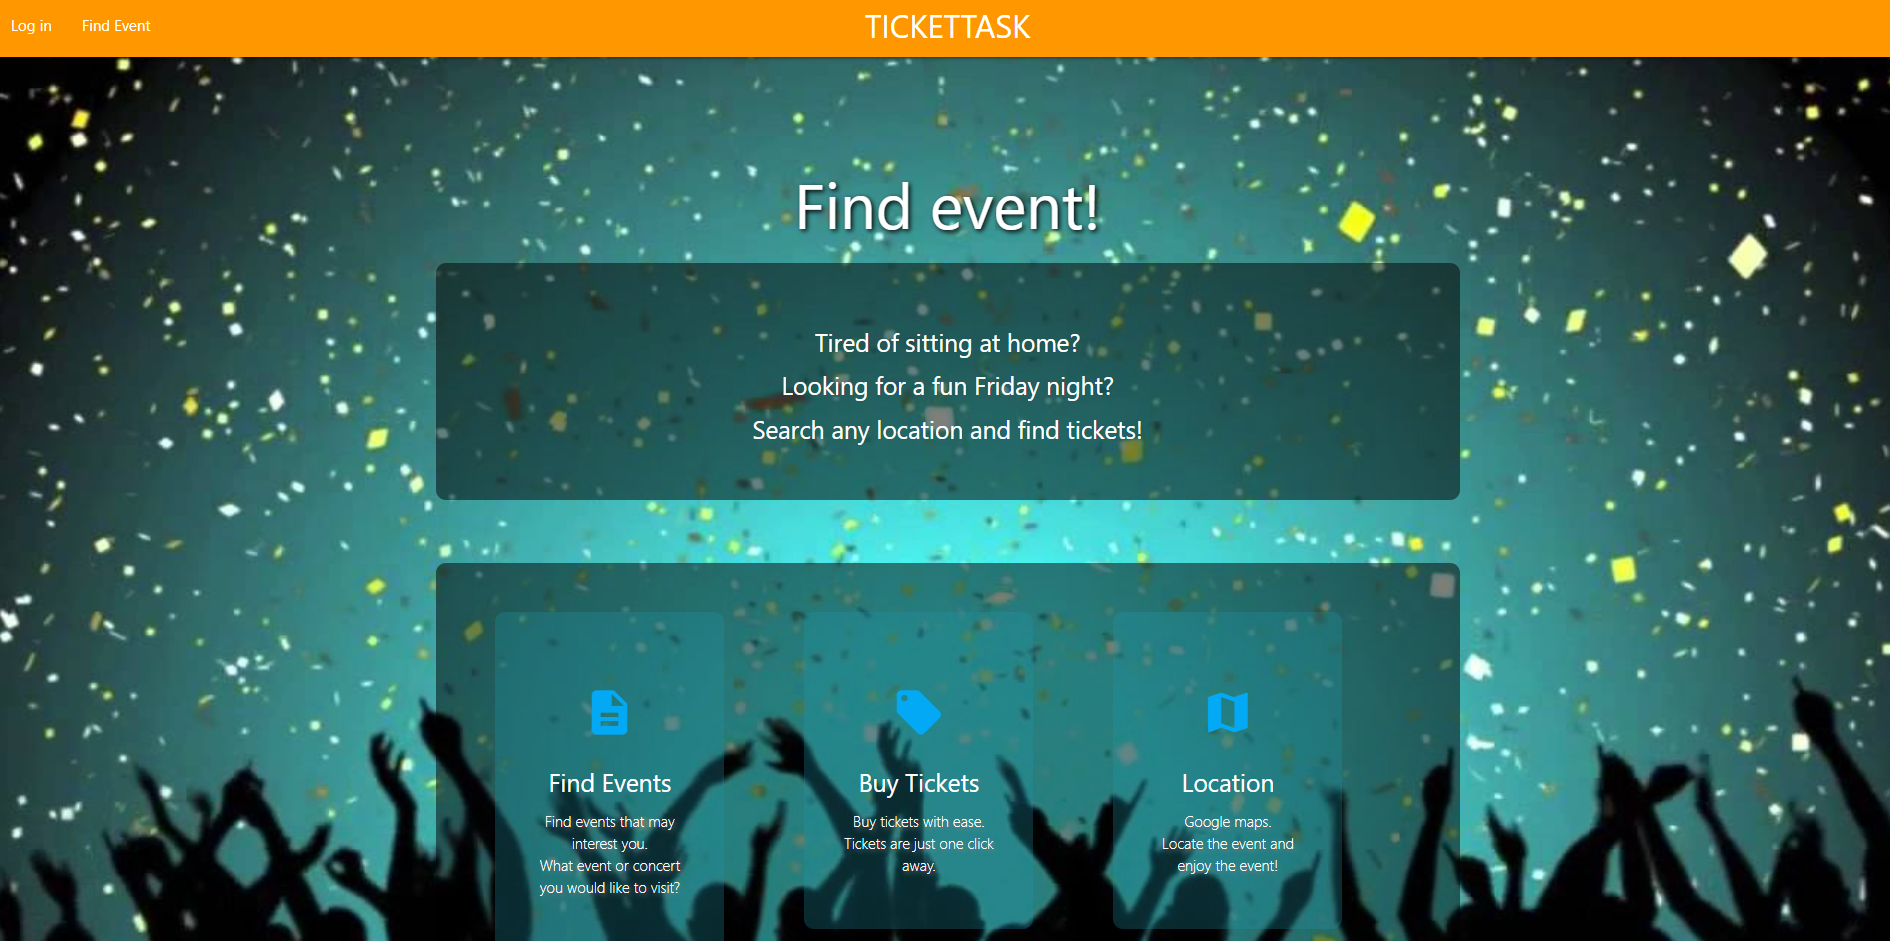 Log in
Find Event
TICKETTASK
Find event!
Tired of sitting at home?
Looking for a fun Friday night?
Search any location and find tickets!
Find Events
Find events that may
interest you.
What event or concert
you would like to visit?
Buy Tickets
Buy tickets with ease.
Tickets are just one click
away.
Location
Google maps.
Locate the event and
enjoy the event!